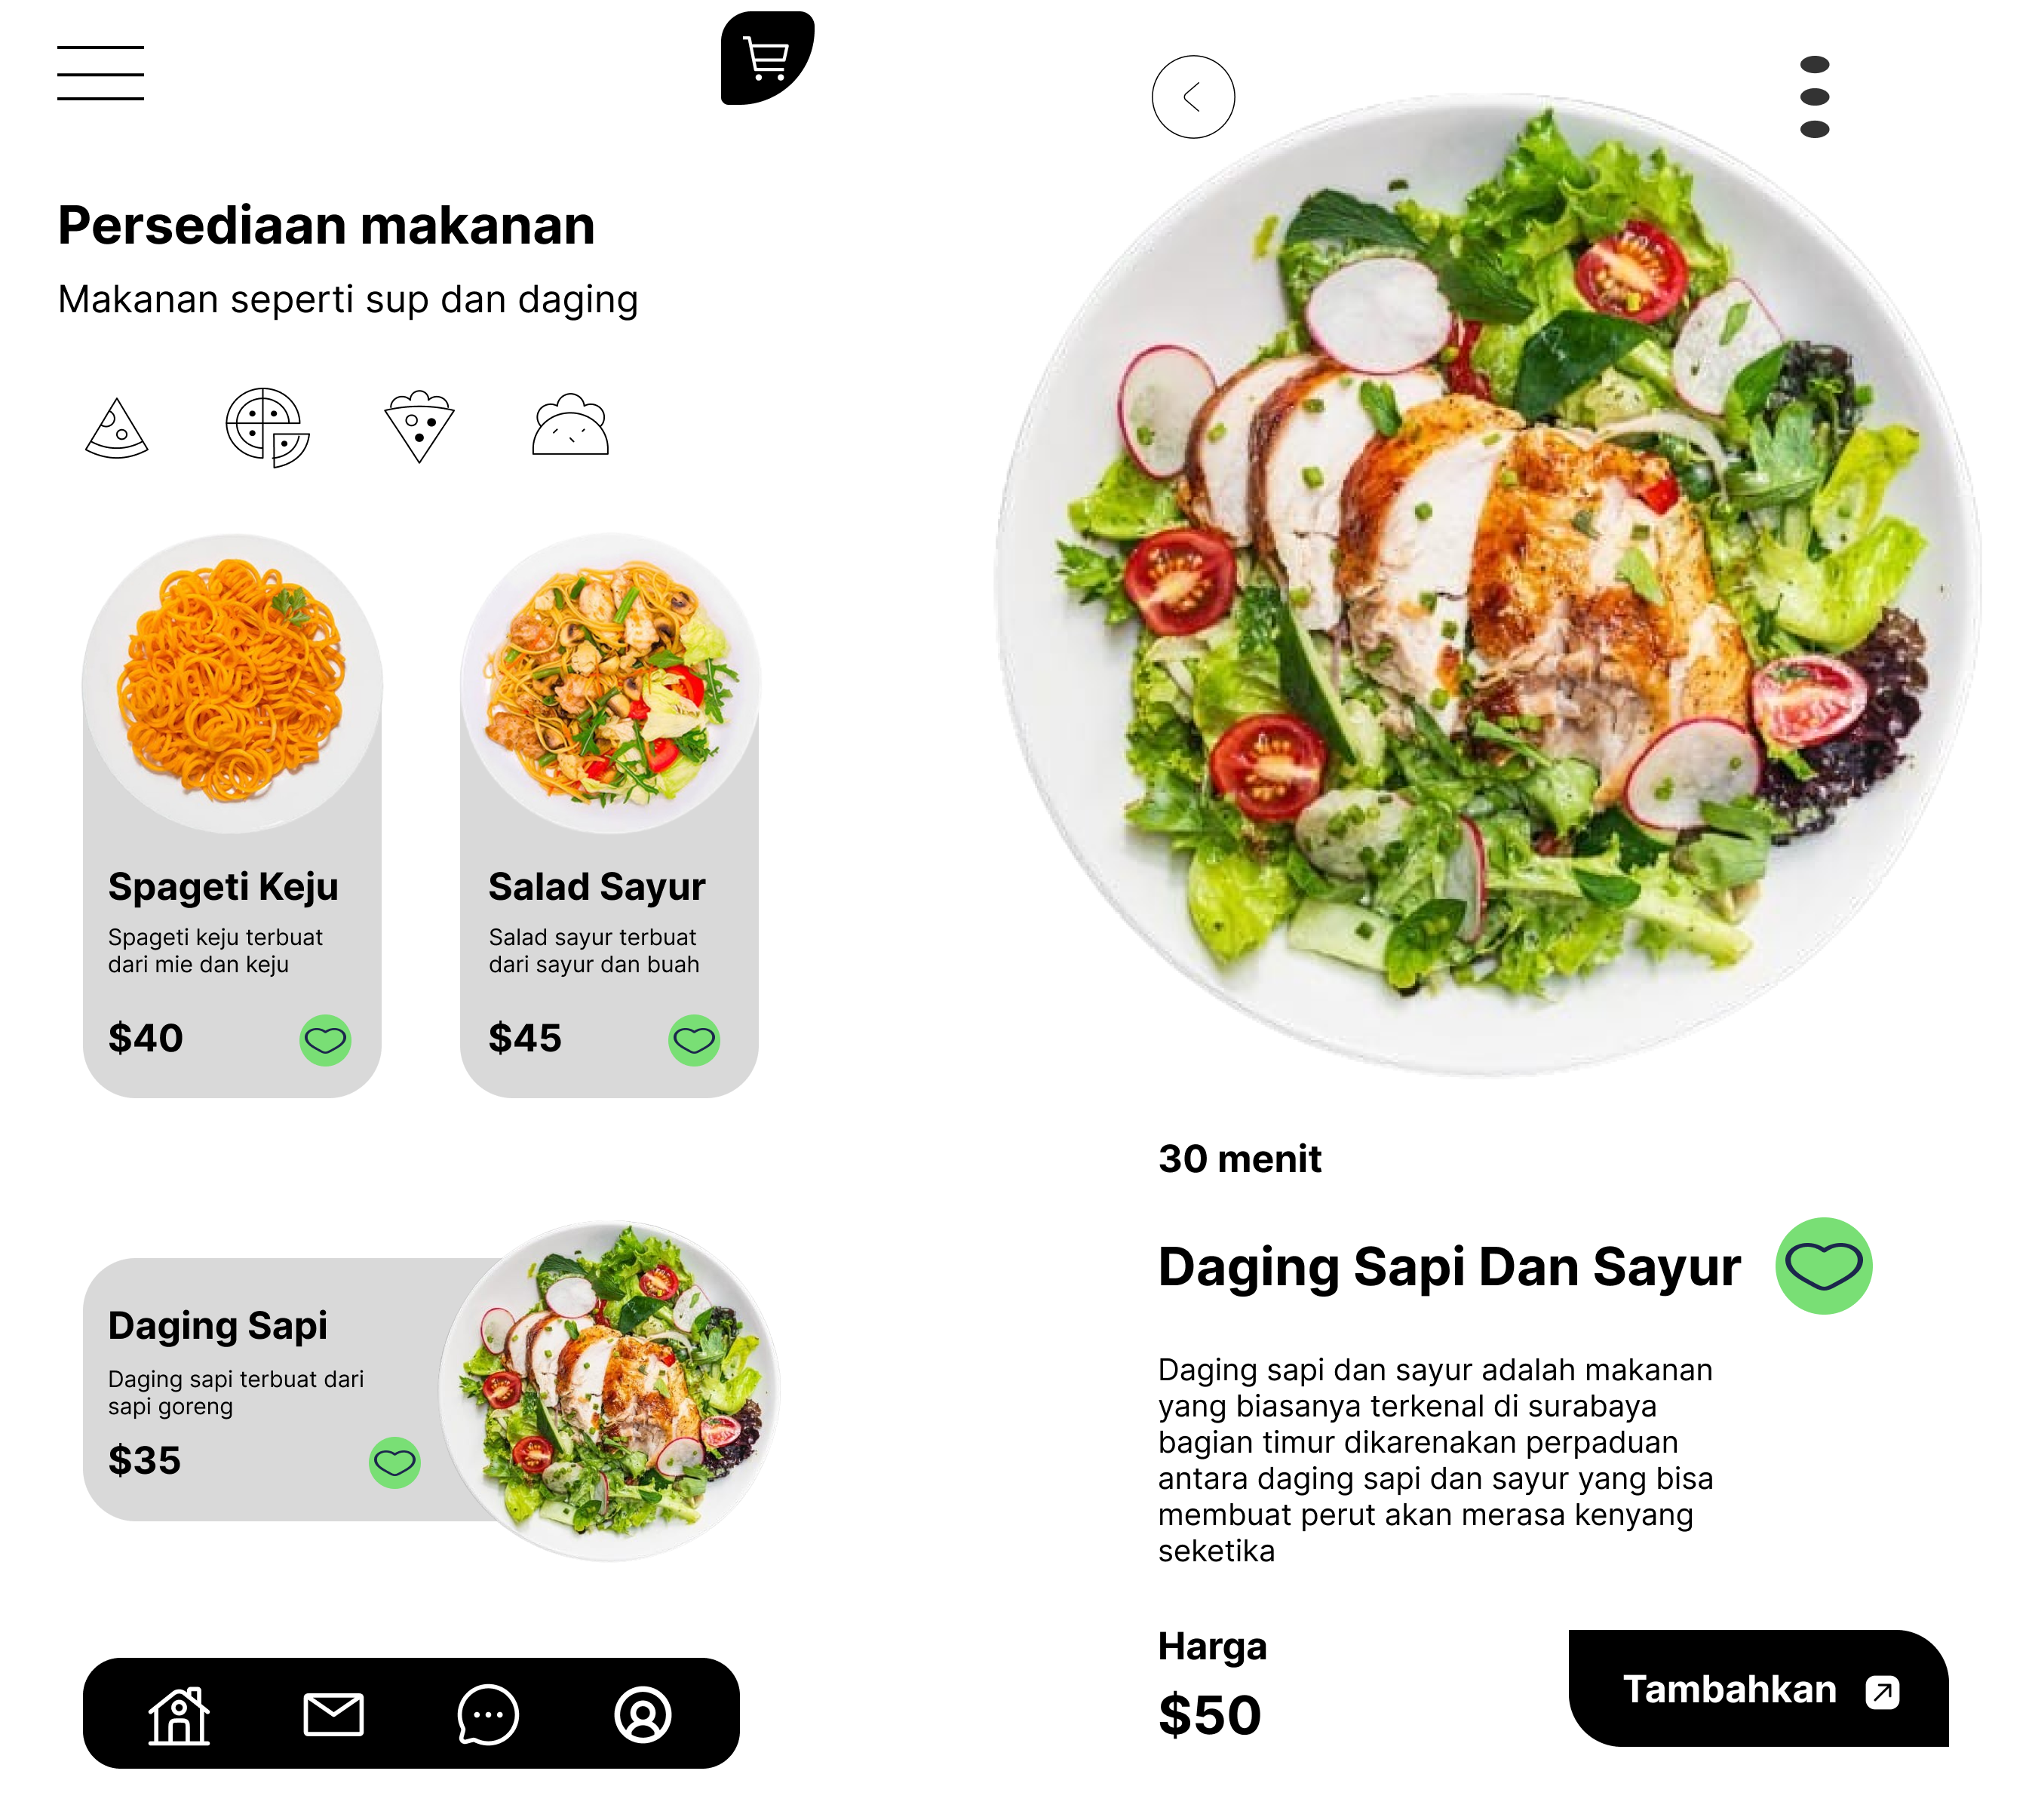 Persediaan makanan
Makanan seperti sup dan daging
Spageti Keju
Spageti keju terbuat
dari mie dan keju
$40
Salad Sayur
Salad sayur terbuat
dari sayur dan buah
$45
Daging Sapi
Daging sapi terbuat dari
sapi goreng
$35
30 menit
Daging Sapi Dan Sayur
Daging sapi dan sayur adalah makanan
yang biasanya terkenal di surabaya
bagian timur dikarenakan perpaduan
antara daging sapi dan sayur yang bisa
membuat perut akan merasa kenyang
seketika
Harga
$50
Tambahkan